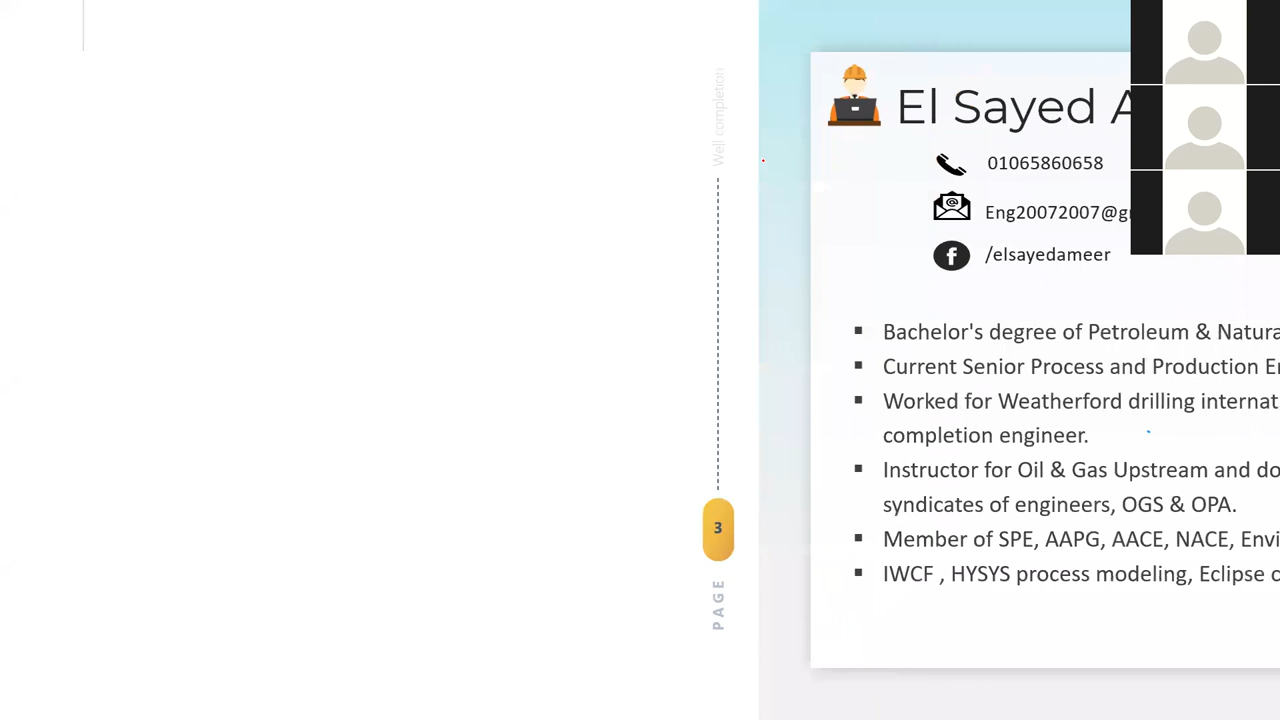 Well completion
3
PAGE
El Sayed
01065860658
Eng20072007@g
/elsayedameer
▪ Bachelor's degree of Petroleum & Natura
▪ Current Senior Process and Production E
▪ Worked for Weatherford drilling internat
completion engineer.
▪ Instructor for Oil & Gas Upstream and do
syndicates of engineers, OGS & OPA.
▪ Member of SPE, AAPG, AACE, NACE, Envi
▪ IWCF , HYSYS process modeling, Eclipse c